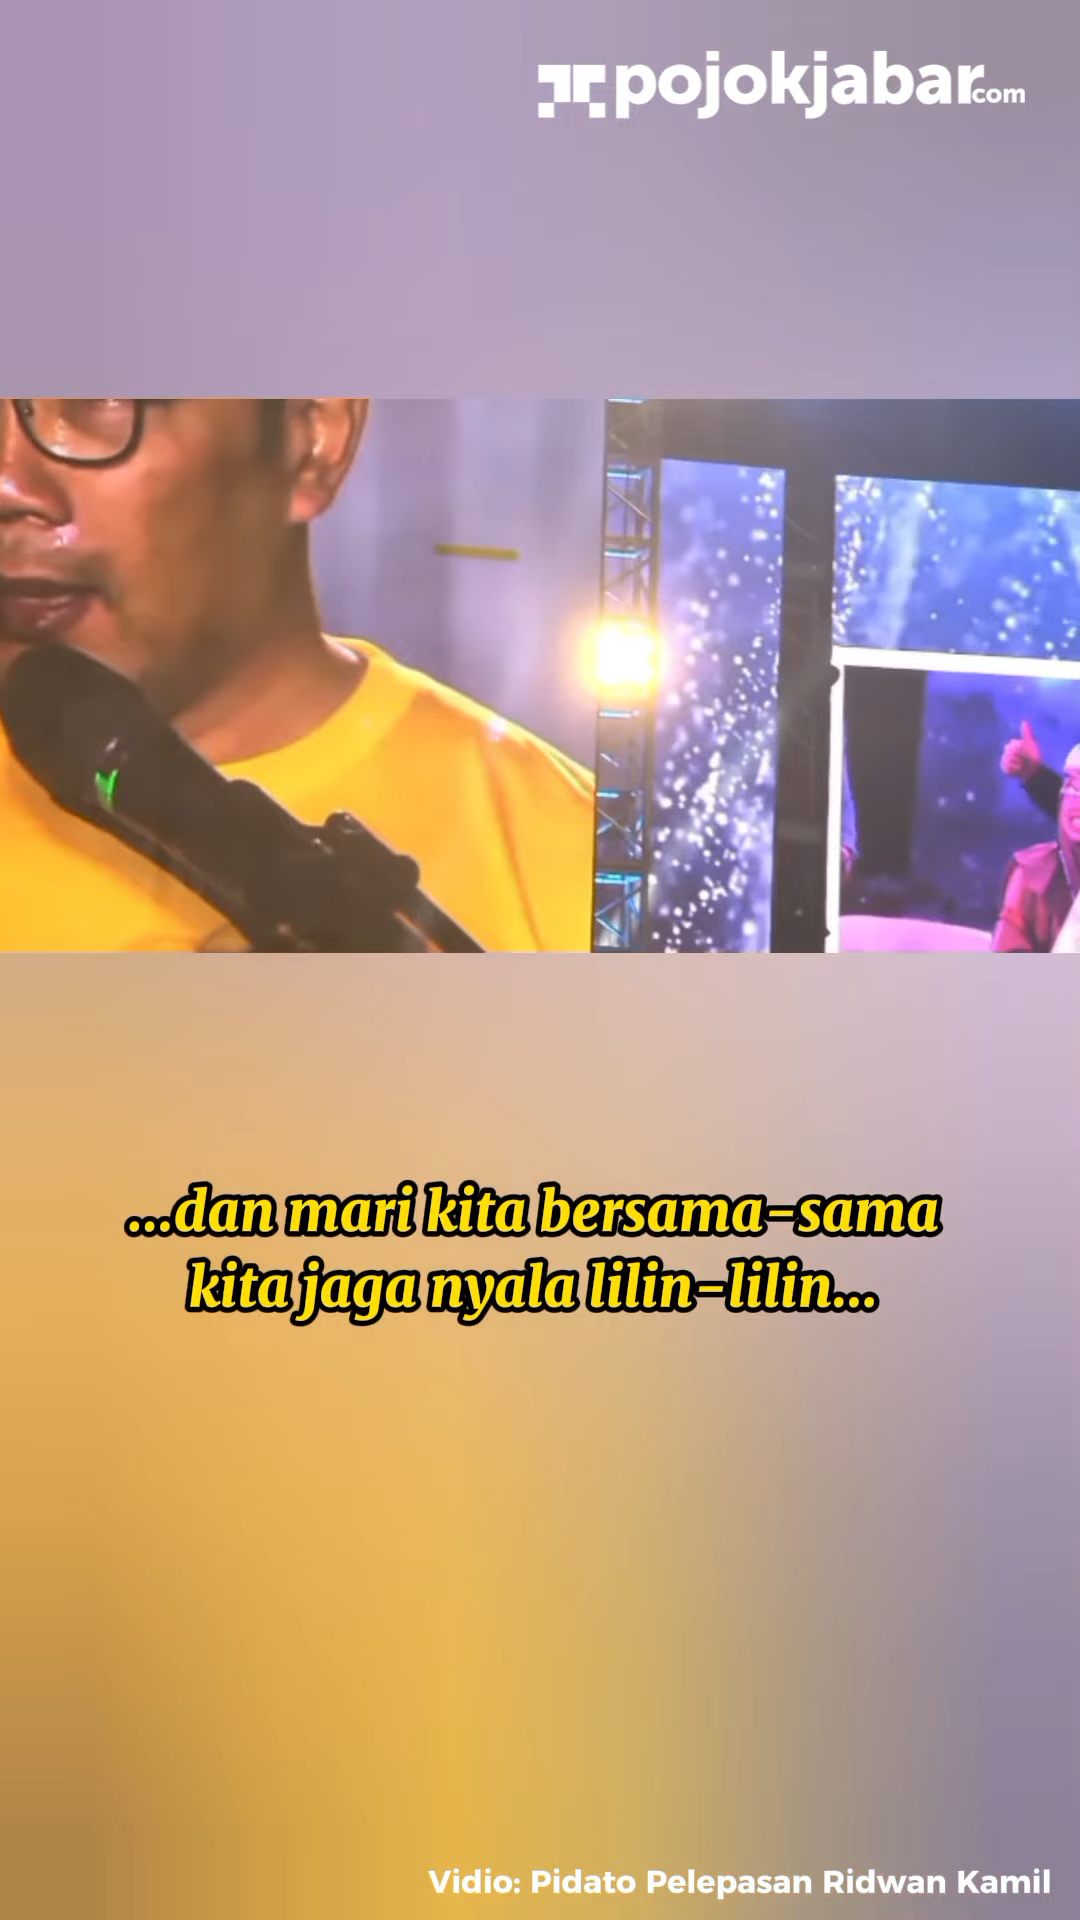 pojokjabar.com
...dan mari kita bersama-sama
kita jaga nyala lilin-lilin...
Vidio: Pidato Pelepasan Ridwan Kamil